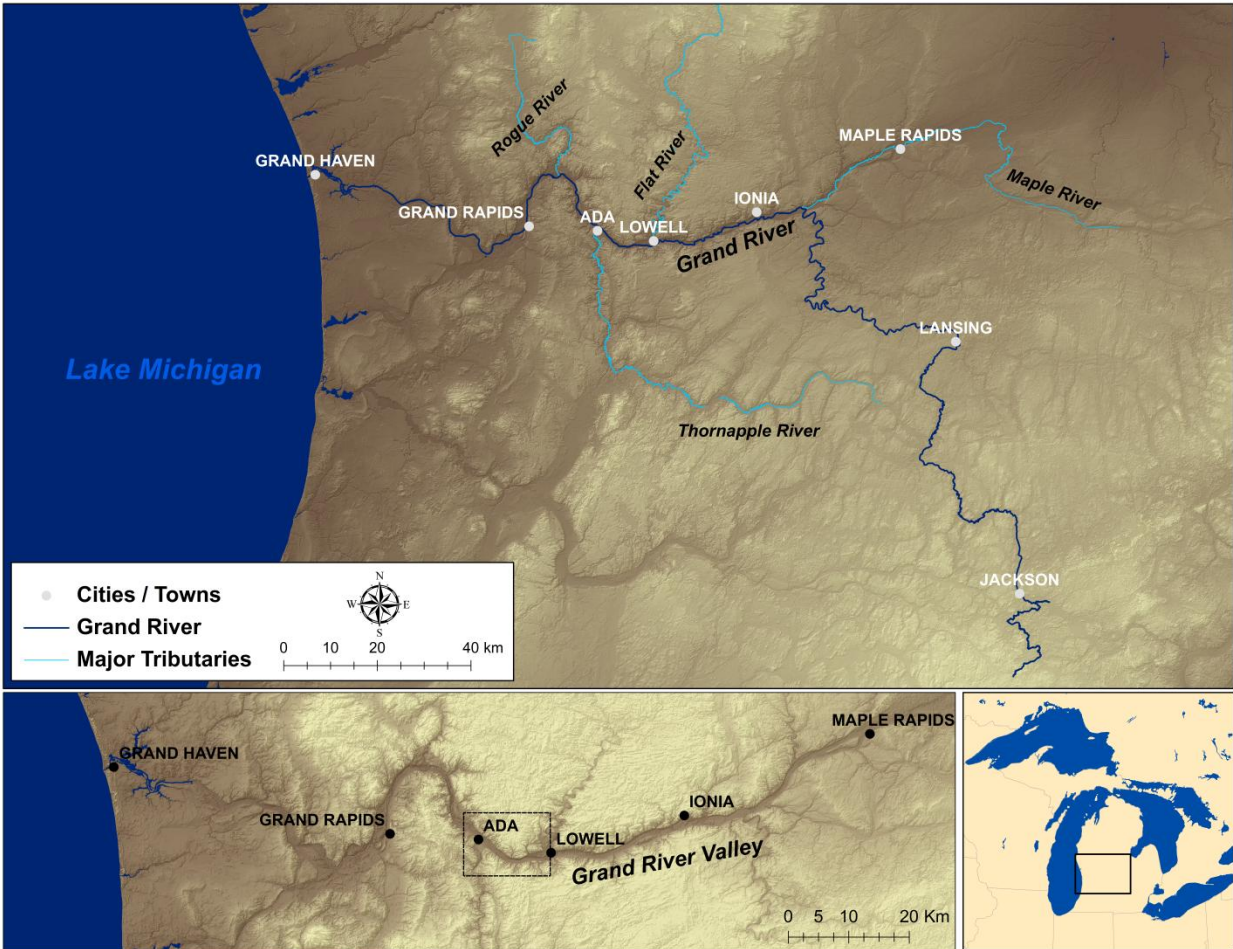 Rogue River
MAPLE RAPIDS
GRAND HAVEN
Flat River
Maple River
IONIA
GRAND RAPIDS
ADA
LOWELL
Grand River
LANSING
Lake Michigan
Thornapple River
JACKSON
Cities / Towns
Grand River
Major Tributaries
N
W E
S
0 20 40 km
MAPLE RAPIDS
GRAND HAVEN
IONIA
GRAND RAPIDS
ADA
LOWELL
Grand River Valley
0 5 10 20 Km